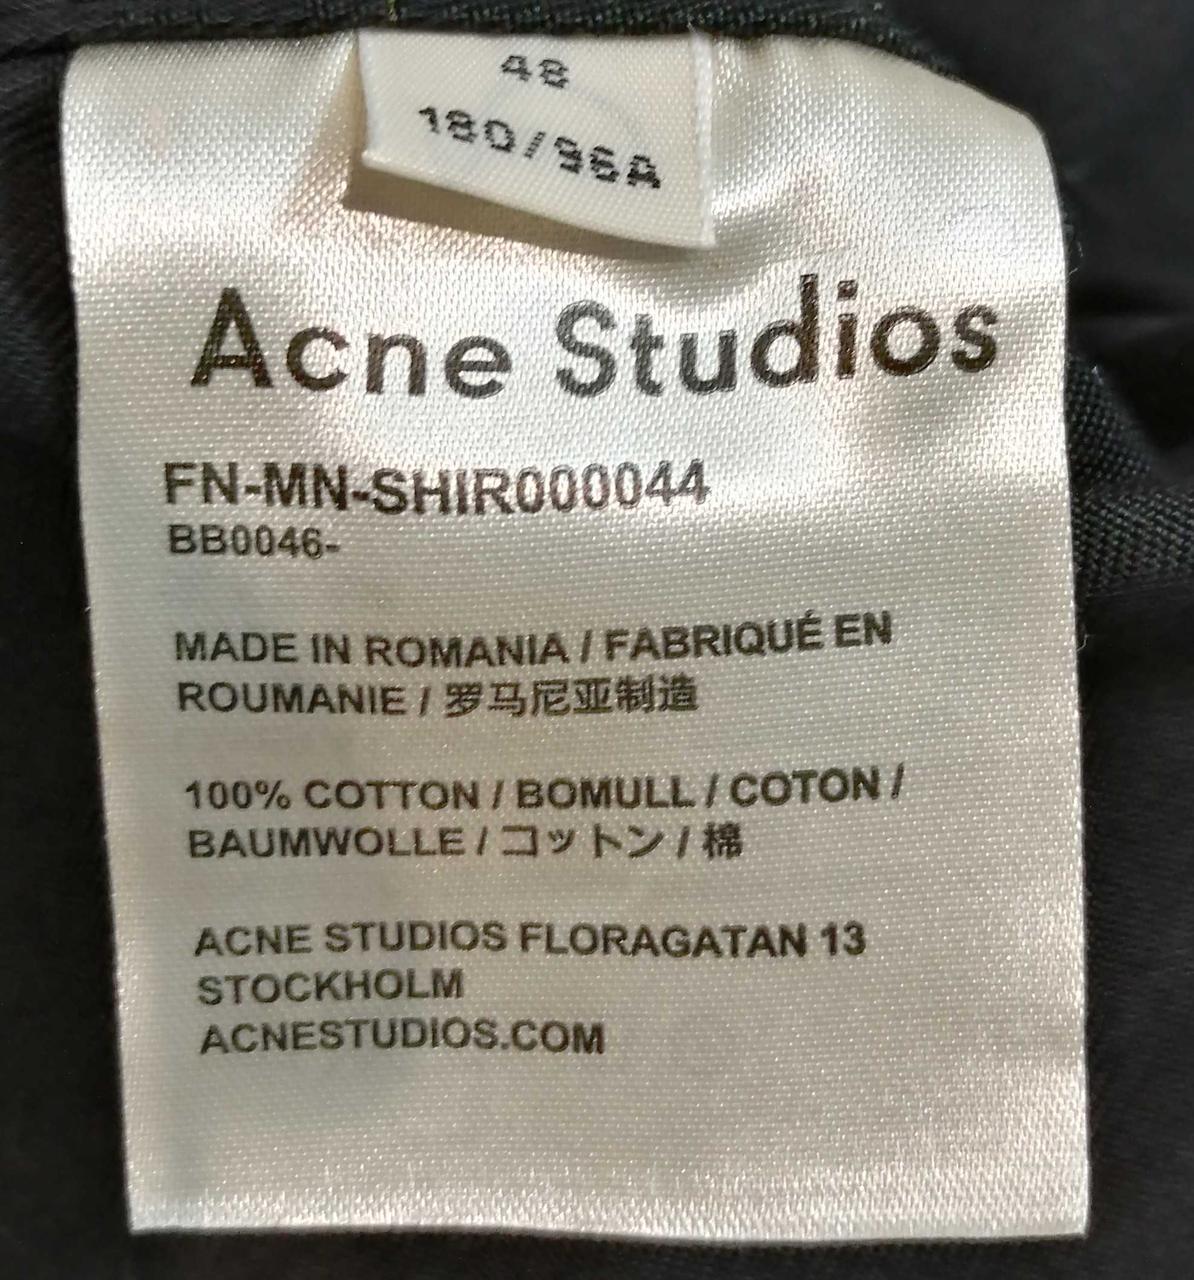 48
180/96A
Acne Studios
FN-MN-SHIR000044
BB0046-
MADE IN ROMANIA / FABRIQUÉ EN
ROUMANIE / 罗马尼亚制造
100% COTTON / BOMULL / COTON /
BAUMWOLLE / コットン / 棉
ACNE STUDIOS FLORAGATAN 13
STOCKHOLM
ACNESTUDIOS.COM